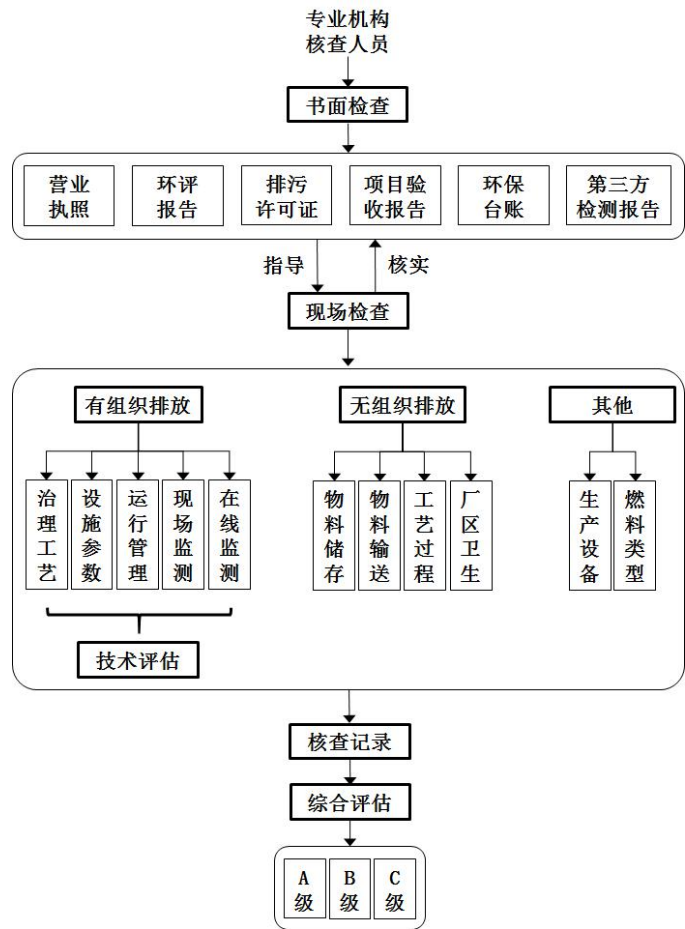 专业机构
核查人员
书面检查
营业
执照
环评
报告
排污
许可证
项目验
收报告
环保
台账
第三方
检测报告
指导
核实
现场检查
有组织排放
无组织排放
其他
治理工艺
设施参数
运行管理
现场监测
在线监测
物料储存
物料输送
工艺过程
厂区卫生
生产设备
燃料类型
技术评估
核查记录
综合评估
A
级
B
级
C
级